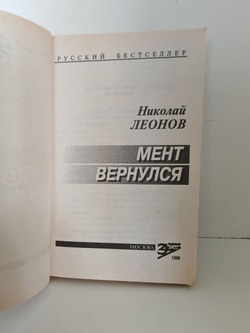 РУССКИЙ БЕСТСЕЛЛЕР
Николай
ЛЕОНОВ
МЕНТ
ВЕРНУЛСЯ
МОСКВА
1998